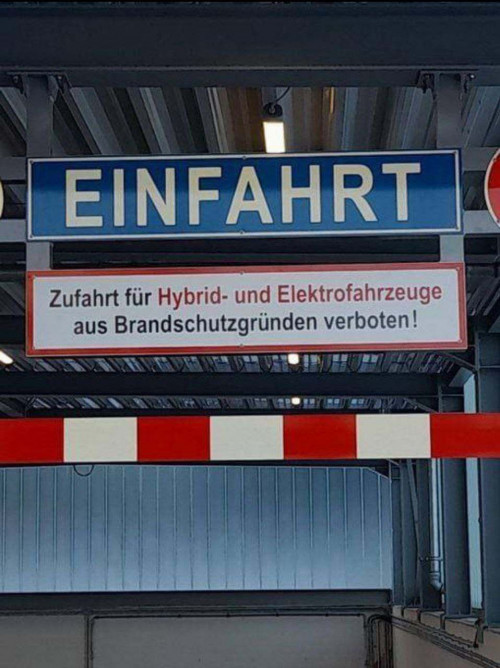 EINFAHRT
Zufahrt für Hybrid- und Elektrofahrzeuge
aus Brandschutzgründen verboten!